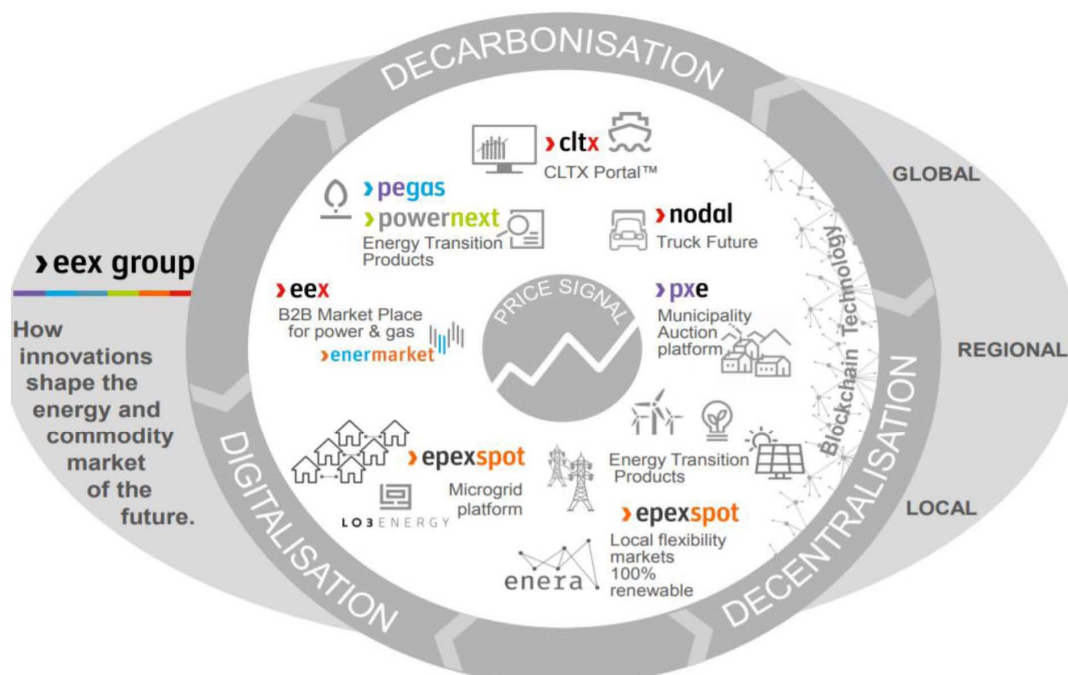 DECARBONISATION
›cltx
CLTX Portal™
›pegas
›powernext
Energy Transition
Products
›nodal
Truck Future
GLOBAL
›eex group
How
innovations
shape the
energy and
commodity
market
of the
future.
›eex
B2B Market Place
for power & gas
›enermarket
PRICE SIGNAL
›pxe
Municipality
Auction
platform
Blockchain Technology
REGIONAL
›epexspot
Microgrid
platform
LO3ENERGY
Energy Transition
Products
›epexspot
Local flexibility
markets
100%
renewable
enera
LOCAL
DIGITALISATION
DECENTRALISATION